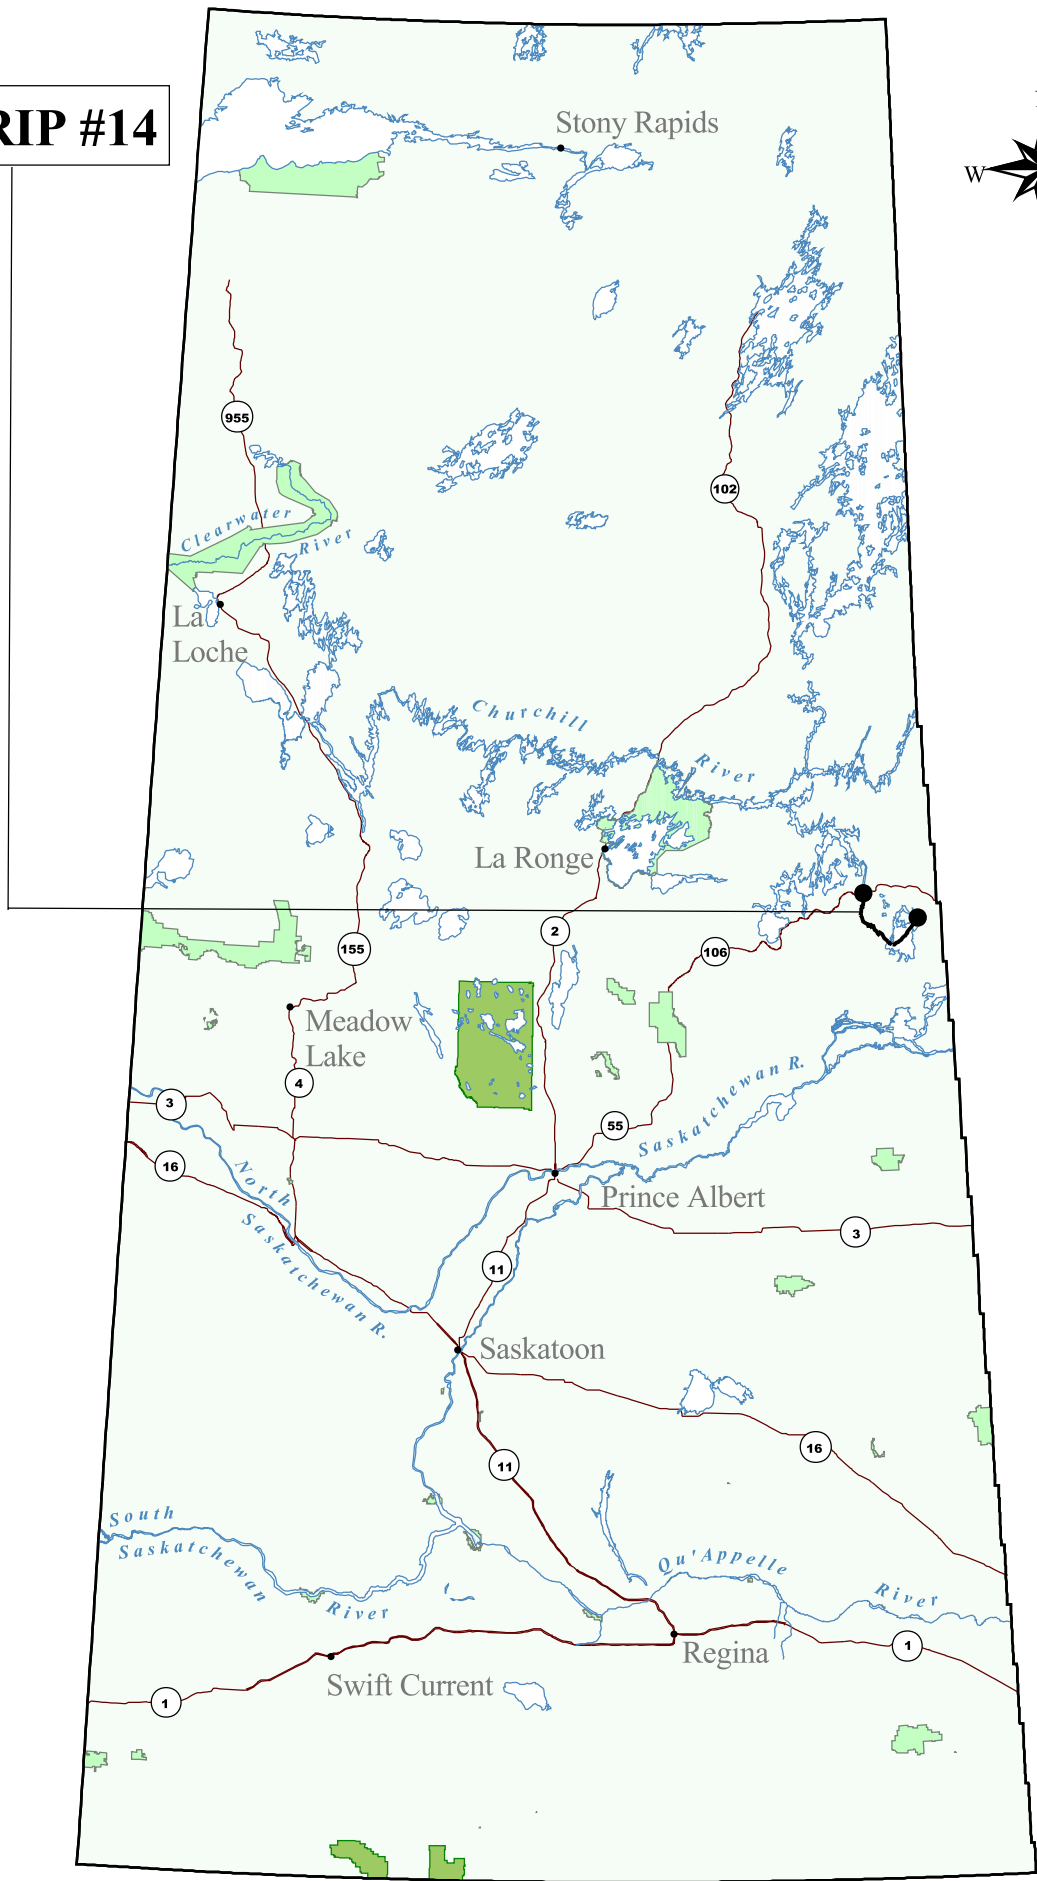 RIP #14
Stony Rapids
W
955
102
Clearwater
River
La
Loche
Churchill
River
La Ronge
2
155
106
Meadow
Lake
4
3
55
Saskatchewan R.
16
North
Saskatchewan R.
Prince Albert
3
11
Saskatoon
16
11
South
Saskatchewan
River
Qu'Appelle
River
1
Regina
Swift Current
1